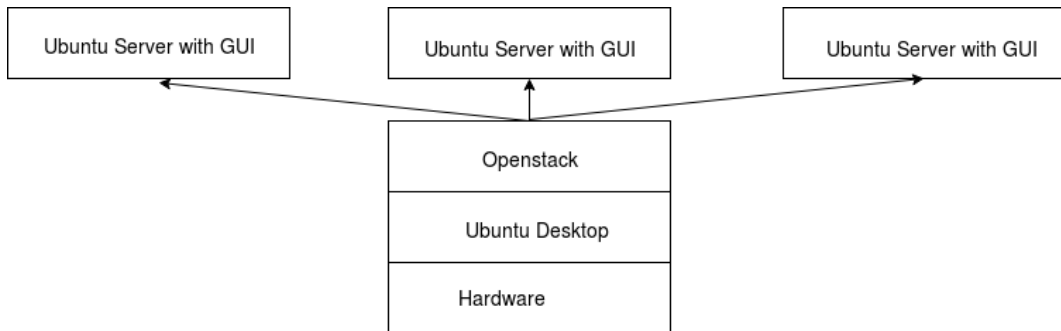 Ubuntu Server with GUI
Ubuntu Server with GUI
Ubuntu Server with GUI
Openstack
Ubuntu Desktop
Hardware